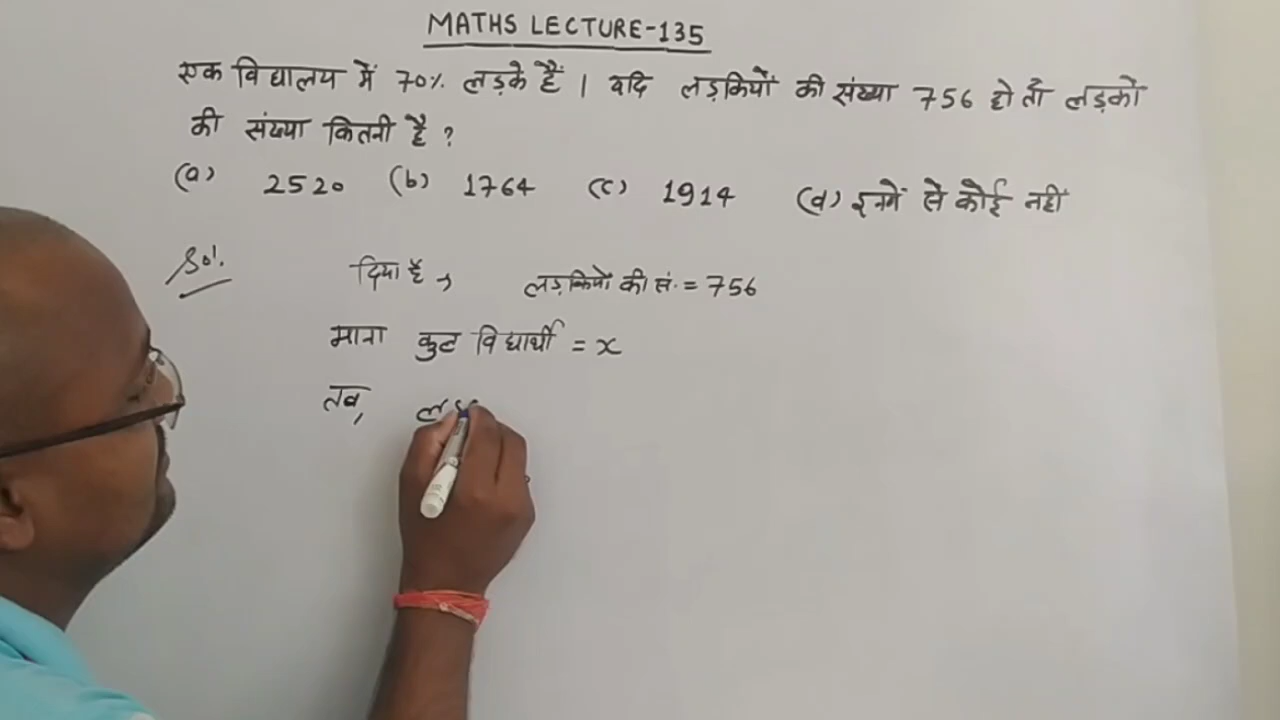 MATHS LECTURE-135
एक विद्यालय में 70% लड़के हैं । यदि लड़कियों की संख्या 756 हो तो लड़कों
की संख्या कितनी है ?
(a) 2520 (b) 1764 (c) 1914 (d) इनमें से कोई नहीं
Sol.
दिया है, लड़कियों की सं. = 756
माना कुल विद्यार्थी = x
तब,